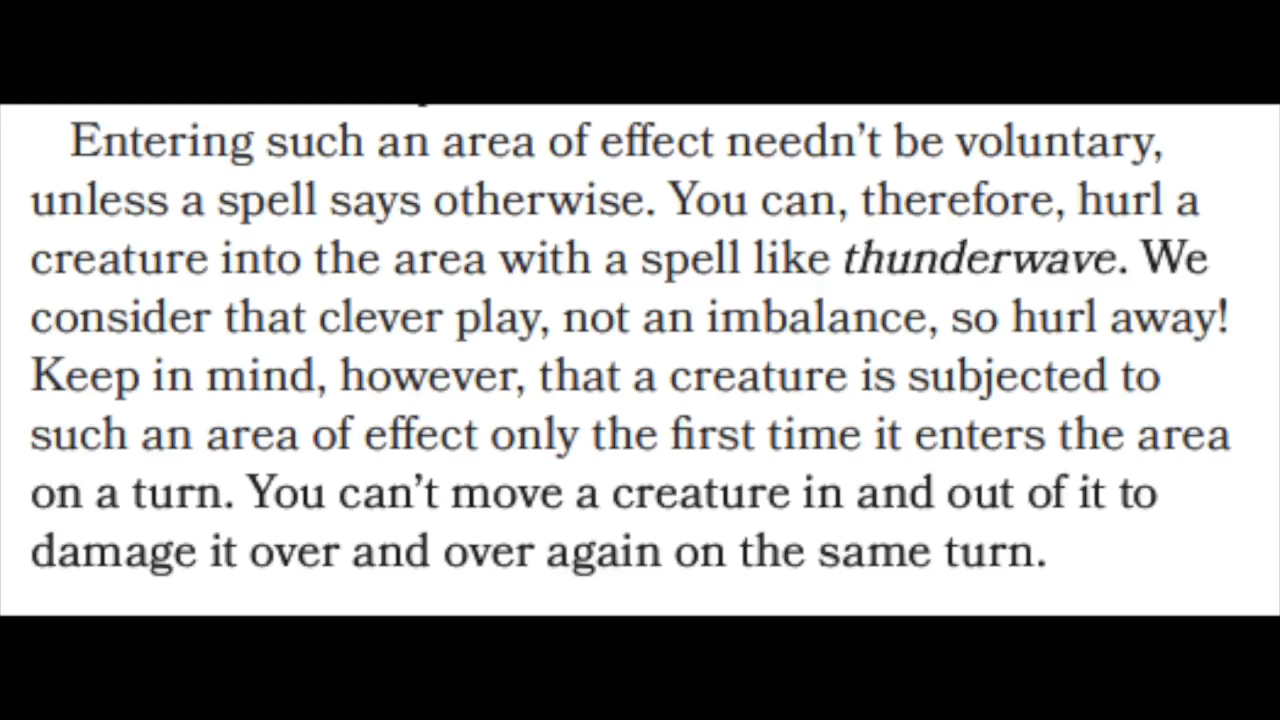 Entering such an area of effect needn’t be voluntary,
unless a spell says otherwise. You can, therefore, hurl a
creature into the area with a spell like thunderwave. We
consider that clever play, not an imbalance, so hurl away!
Keep in mind, however, that a creature is subjected to
such an area of effect only the first time it enters the area
on a turn. You can’t move a creature in and out of it to
damage it over and over again on the same turn.